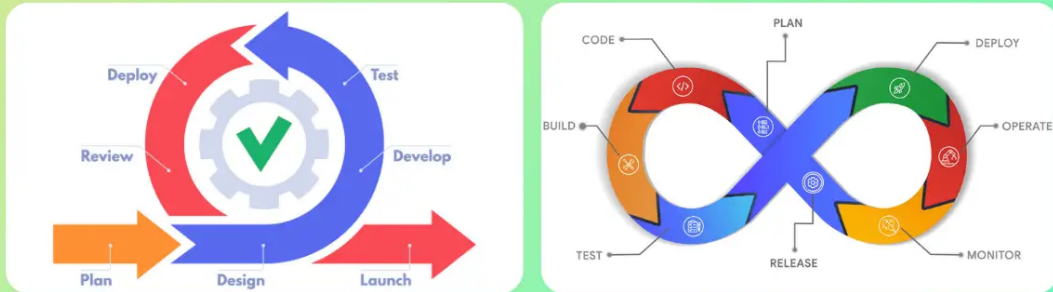 Deploy
Test
Review
Develop
Plan
Design
Launch
PLAN
CODE
DEPLOY
BUILD
OPERATE
TEST
RELEASE
MONITOR